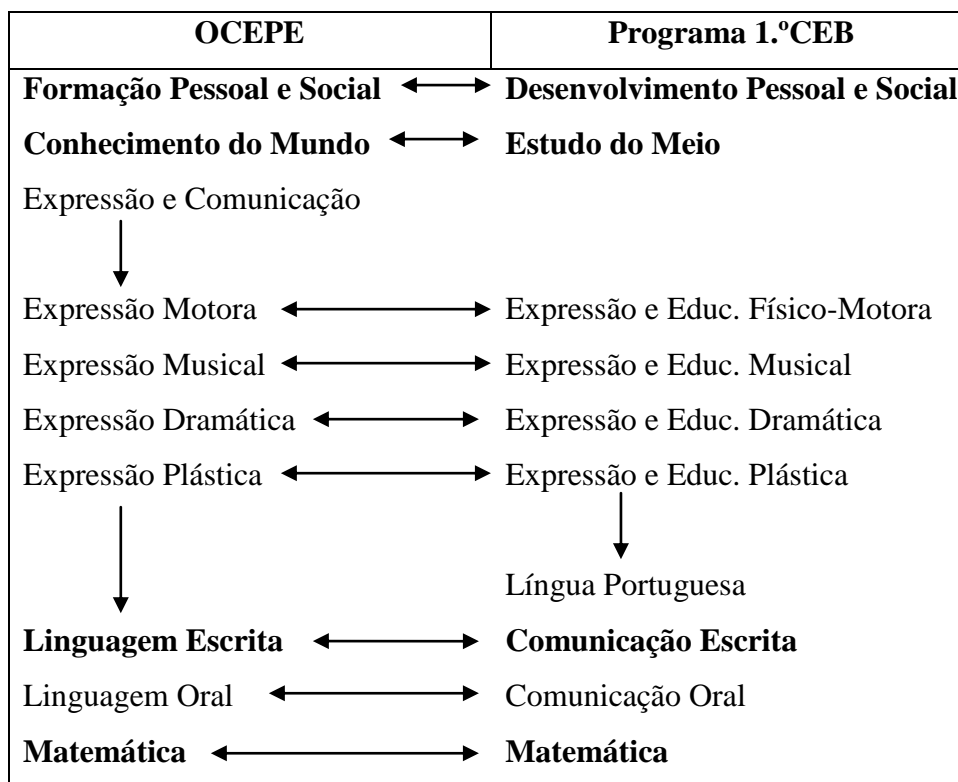 OCEPE Programa 1.ºCEB
Formação Pessoal e Social Desenvolvimento Pessoal e Social
Conhecimento do Mundo Estudo do Meio
Expressão e Comunicação
Expressão Motora Expressão e Educ. Físico-Motora
Expressão Musical Expressão e Educ. Musical
Expressão Dramática Expressão e Educ. Dramática
Expressão Plástica Expressão e Educ. Plástica
Língua Portuguesa
Linguagem Escrita Comunicação Escrita
Linguagem Oral Comunicação Oral
Matemática Matemática